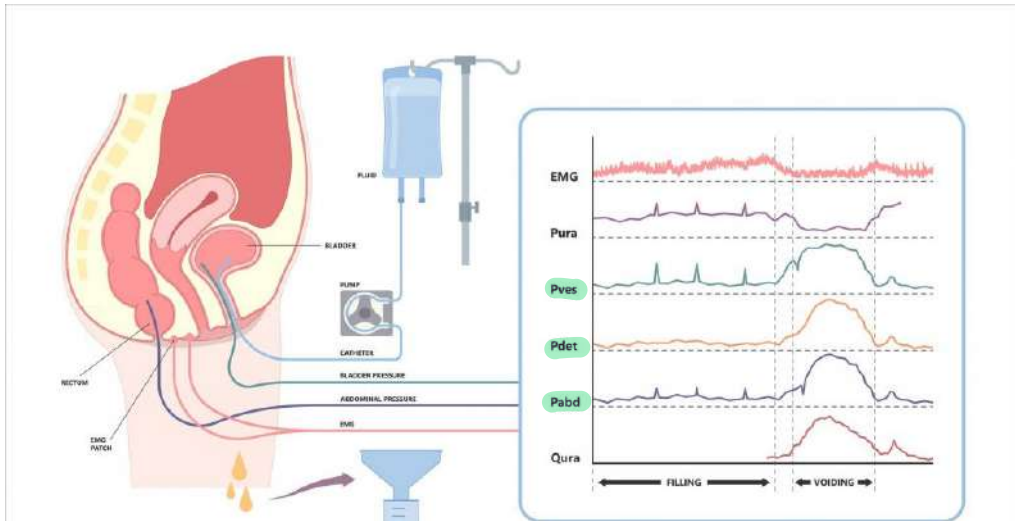 FLUID
BLADDER
PUMP
CATHETER
BLADDER PRESSURE
RECTUM
ABDOMINAL PRESSURE
EMG
EMG
PATCH
EMG
Pura
Pves
Pdet
Pabd
Qura
FILLING
VOIDING